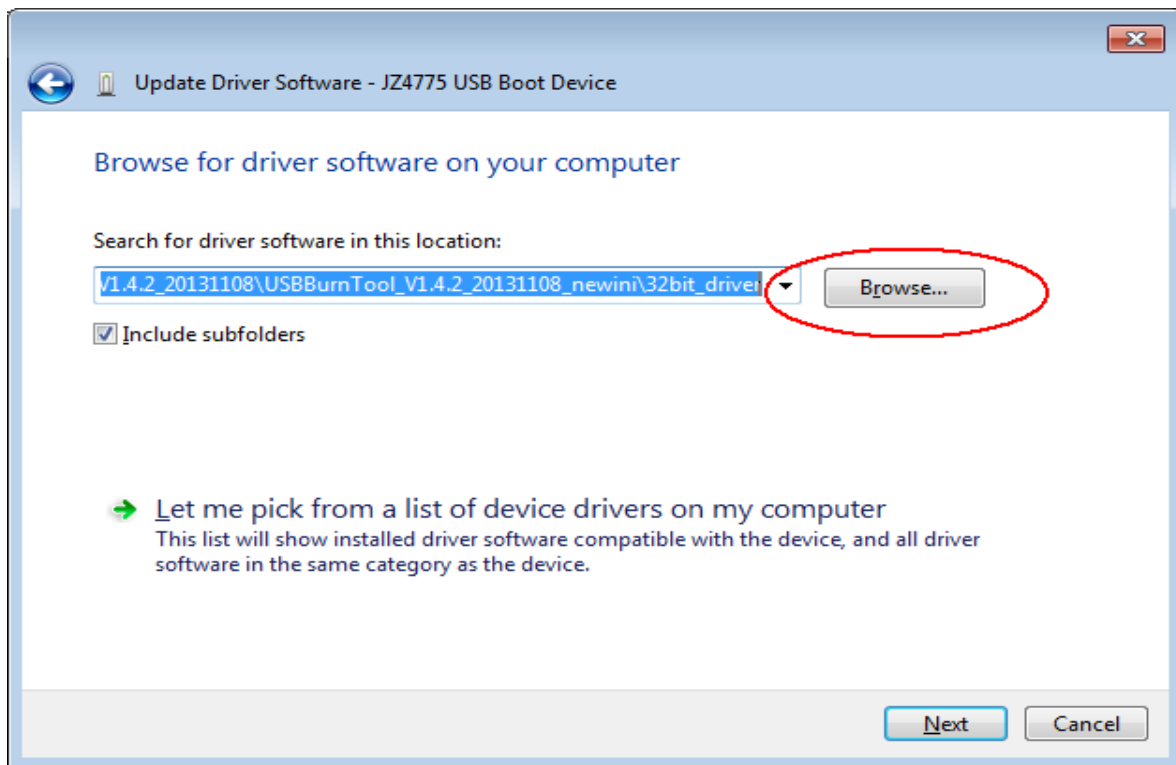 Update Driver Software - JZ4775 USB Boot Device
Browse for driver software on your computer
Search for driver software in this location:
V1.4.2_20131108\USBBurnTool_V1.4.2_20131108_newini\32bit_driver
Browse...
Include subfolders
Let me pick from a list of device drivers on my computer
This list will show installed driver software compatible with the device, and all driver
software in the same category as the device.
Next
Cancel